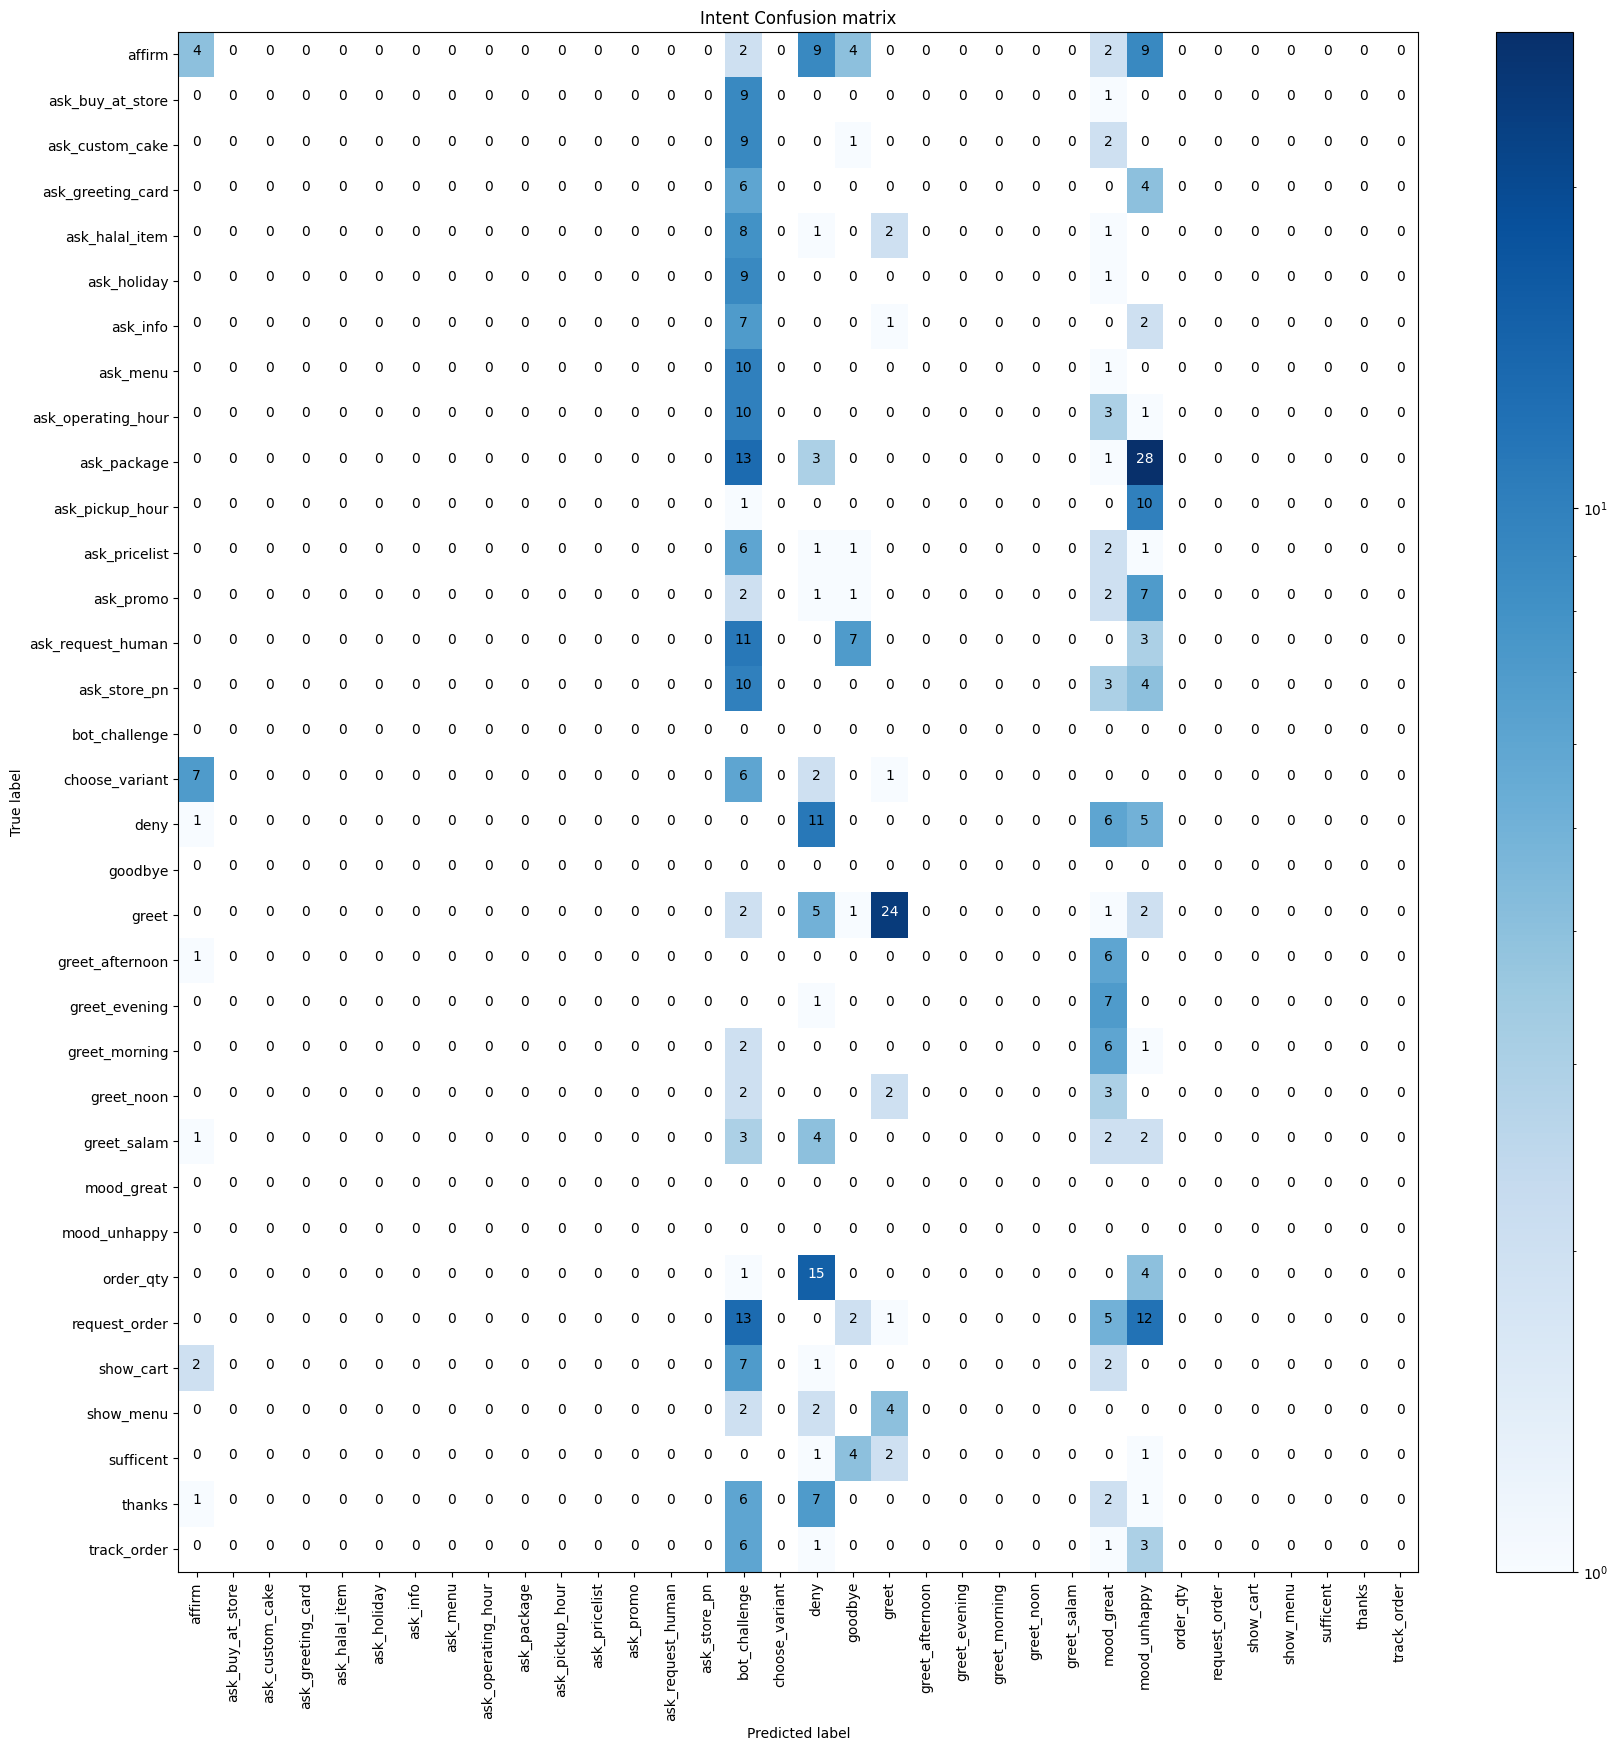 Intent Confusion matrix
affirm 4 0 0 0 0 0 0 0 0 0 0 0 0 0 0 2 0 9 4 0 0 0 0 0 0 2 9 0 0 0 0 0 0 0
ask_buy_at_store 0 0 0 0 0 0 0 0 0 0 0 0 0 0 0 9 0 0 0 0 0 0 0 0 0 1 0 0 0 0 0 0 0 0
ask_custom_cake 0 0 0 0 0 0 0 0 0 0 0 0 0 0 0 9 0 0 1 0 0 0 0 0 0 2 0 0 0 0 0 0 0 0
ask_greeting_card 0 0 0 0 0 0 0 0 0 0 0 0 0 0 0 6 0 0 0 0 0 0 0 0 0 0 4 0 0 0 0 0 0 0
ask_halal_item 0 0 0 0 0 0 0 0 0 0 0 0 0 0 0 8 0 1 0 2 0 0 0 0 0 1 0 0 0 0 0 0 0 0
ask_holiday 0 0 0 0 0 0 0 0 0 0 0 0 0 0 0 9 0 0 0 0 0 0 0 0 0 1 0 0 0 0 0 0 0 0
ask_info 0 0 0 0 0 0 0 0 0 0 0 0 0 0 0 7 0 0 0 1 0 0 0 0 0 0 2 0 0 0 0 0 0 0
ask_menu 0 0 0 0 0 0 0 0 0 0 0 0 0 0 0 10 0 0 0 0 0 0 0 0 0 1 0 0 0 0 0 0 0 0
ask_operating_hour 0 0 0 0 0 0 0 0 0 0 0 0 0 0 0 10 0 0 0 0 0 0 0 0 0 3 1 0 0 0 0 0 0 0
ask_package 0 0 0 0 0 0 0 0 0 0 0 0 0 0 0 13 0 3 0 0 0 0 0 0 0 1 28 0 0 0 0 0 0 0
ask_pickup_hour 0 0 0 0 0 0 0 0 0 0 0 0 0 0 0 1 0 0 0 0 0 0 0 0 0 0 10 0 0 0 0 0 0 0
ask_pricelist 0 0 0 0 0 0 0 0 0 0 0 0 0 0 0 6 0 1 1 0 0 0 0 0 0 2 1 0 0 0 0 0 0 0
ask_promo 0 0 0 0 0 0 0 0 0 0 0 0 0 0 0 2 0 1 1 0 0 0 0 0 0 2 7 0 0 0 0 0 0 0
ask_request_human 0 0 0 0 0 0 0 0 0 0 0 0 0 0 0 11 0 0 7 0 0 0 0 0 0 0 3 0 0 0 0 0 0 0
ask_store_pn 0 0 0 0 0 0 0 0 0 0 0 0 0 0 0 10 0 0 0 0 0 0 0 0 0 3 4 0 0 0 0 0 0 0
bot_challenge 0 0 0 0 0 0 0 0 0 0 0 0 0 0 0 0 0 0 0 0 0 0 0 0 0 0 0 0 0 0 0 0 0 0
choose_variant 7 0 0 0 0 0 0 0 0 0 0 0 0 0 0 6 0 2 0 1 0 0 0 0 0 0 0 0 0 0 0 0 0 0
deny 1 0 0 0 0 0 0 0 0 0 0 0 0 0 0 0 0 11 0 0 0 0 0 0 0 6 5 0 0 0 0 0 0 0
goodbye 0 0 0 0 0 0 0 0 0 0 0 0 0 0 0 0 0 0 0 0 0 0 0 0 0 0 0 0 0 0 0 0 0 0
greet 0 0 0 0 0 0 0 0 0 0 0 0 0 0 0 2 0 5 1 24 0 0 0 0 0 1 2 0 0 0 0 0 0 0
greet_afternoon 1 0 0 0 0 0 0 0 0 0 0 0 0 0 0 0 0 0 0 0 0 0 0 0 0 6 0 0 0 0 0 0 0 0
greet_evening 0 0 0 0 0 0 0 0 0 0 0 0 0 0 0 0 0 1 0 0 0 0 0 0 0 7 0 0 0 0 0 0 0 0
greet_morning 0 0 0 0 0 0 0 0 0 0 0 0 0 0 0 2 0 0 0 0 0 0 0 0 0 6 1 0 0 0 0 0 0 0
greet_noon 0 0 0 0 0 0 0 0 0 0 0 0 0 0 0 2 0 0 0 2 0 0 0 0 0 3 0 0 0 0 0 0 0 0
greet_salam 1 0 0 0 0 0 0 0 0 0 0 0 0 0 0 3 0 4 0 0 0 0 0 0 0 2 2 0 0 0 0 0 0 0
mood_great 0 0 0 0 0 0 0 0 0 0 0 0 0 0 0 0 0 0 0 0 0 0 0 0 0 0 0 0 0 0 0 0 0 0
mood_unhappy 0 0 0 0 0 0 0 0 0 0 0 0 0 0 0 0 0 0 0 0 0 0 0 0 0 0 0 0 0 0 0 0 0 0
order_qty 0 0 0 0 0 0 0 0 0 0 0 0 0 0 0 1 0 15 0 0 0 0 0 0 0 0 4 0 0 0 0 0 0 0
request_order 0 0 0 0 0 0 0 0 0 0 0 0 0 0 0 13 0 0 2 1 0 0 0 0 0 5 12 0 0 0 0 0 0 0
show_cart 2 0 0 0 0 0 0 0 0 0 0 0 0 0 0 7 0 1 0 0 0 0 0 0 0 2 0 0 0 0 0 0 0 0
show_menu 0 0 0 0 0 0 0 0 0 0 0 0 0 0 0 2 0 2 0 4 0 0 0 0 0 0 0 0 0 0 0 0 0 0
sufficent 0 0 0 0 0 0 0 0 0 0 0 0 0 0 0 0 0 1 4 2 0 0 0 0 0 0 1 0 0 0 0 0 0 0
thanks 1 0 0 0 0 0 0 0 0 0 0 0 0 0 0 6 0 7 0 0 0 0 0 0 0 2 1 0 0 0 0 0 0 0
track_order 0 0 0 0 0 0 0 0 0 0 0 0 0 0 0 6 0 1 0 0 0 0 0 0 0 1 3 0 0 0 0 0 0 0
True label
affirm
ask_buy_at_store
ask_custom_cake
ask_greeting_card
ask_halal_item
ask_holiday
ask_info
ask_menu
ask_operating_hour
ask_package
ask_pickup_hour
ask_pricelist
ask_promo
ask_request_human
ask_store_pn
bot_challenge
choose_variant
deny
goodbye
greet
greet_afternoon
greet_evening
greet_morning
greet_noon
greet_salam
mood_great
mood_unhappy
order_qty
request_order
show_cart
show_menu
sufficent
thanks
track_order
Predicted label
10¹
10⁰